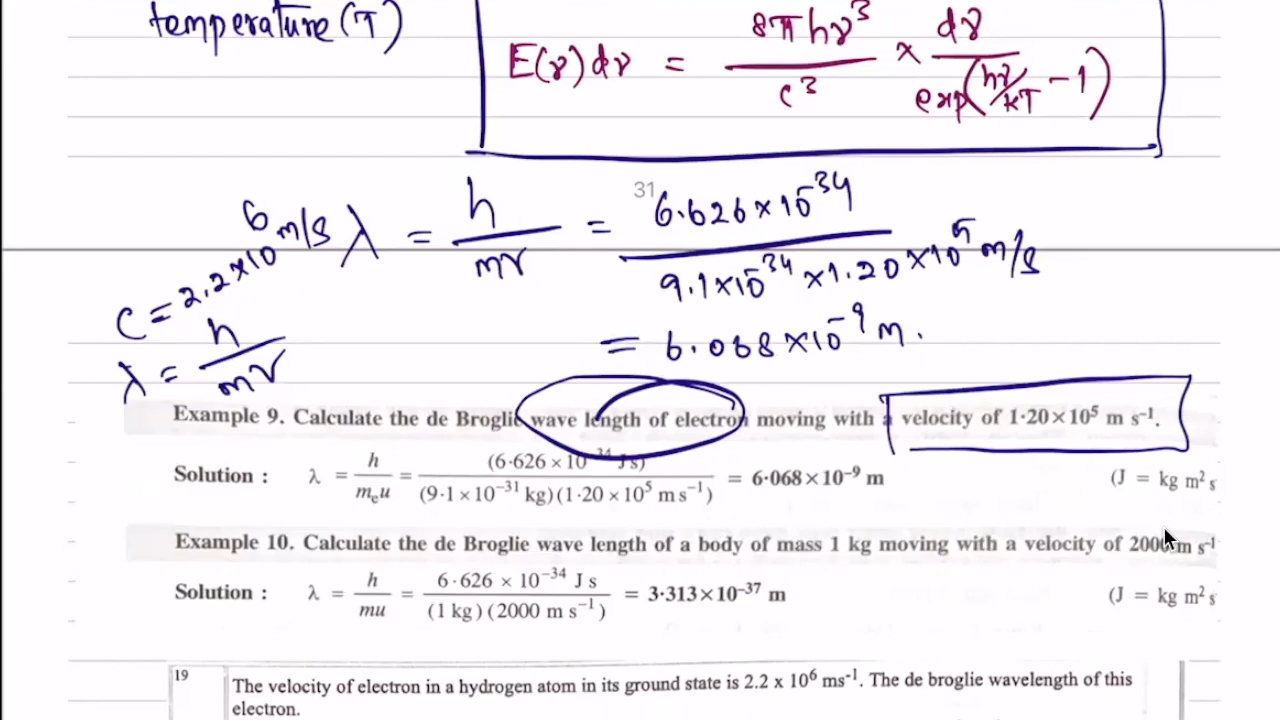 temperature (T)
E(γ)dν = 8πhν³/c³ × dγ/exp(hν/kT - 1)
31
C = 2.2×10⁶ m/s
λ = h/mv = 6.626×10⁻³⁴/9.1×10⁻³⁴×1.20×10⁵ m/s
λ = h/mv
= 6.068×10⁻⁹ m.
Example 9. Calculate the de Broglie wave length of electron moving with a velocity of 1·20×10⁵ m s⁻¹.
Solution : λ = h/mₑu = (6·626 × 10⁻³⁴ J s)/(9·1 × 10⁻³¹ kg)(1·20 × 10⁵ m s⁻¹) = 6·068×10⁻⁹ m (J = kg m² s
Example 10. Calculate the de Broglie wave length of a body of mass 1 kg moving with a velocity of 2000 m s⁻¹
Solution : λ = h/mu = 6·626 × 10⁻³⁴ J s/(1 kg)(2000 m s⁻¹) = 3·313×10⁻³⁷ m (J = kg m² s
19
The velocity of electron in a hydrogen atom in its ground state is 2.2 x 10⁶ ms⁻¹. The de broglie wavelength of this
electron.